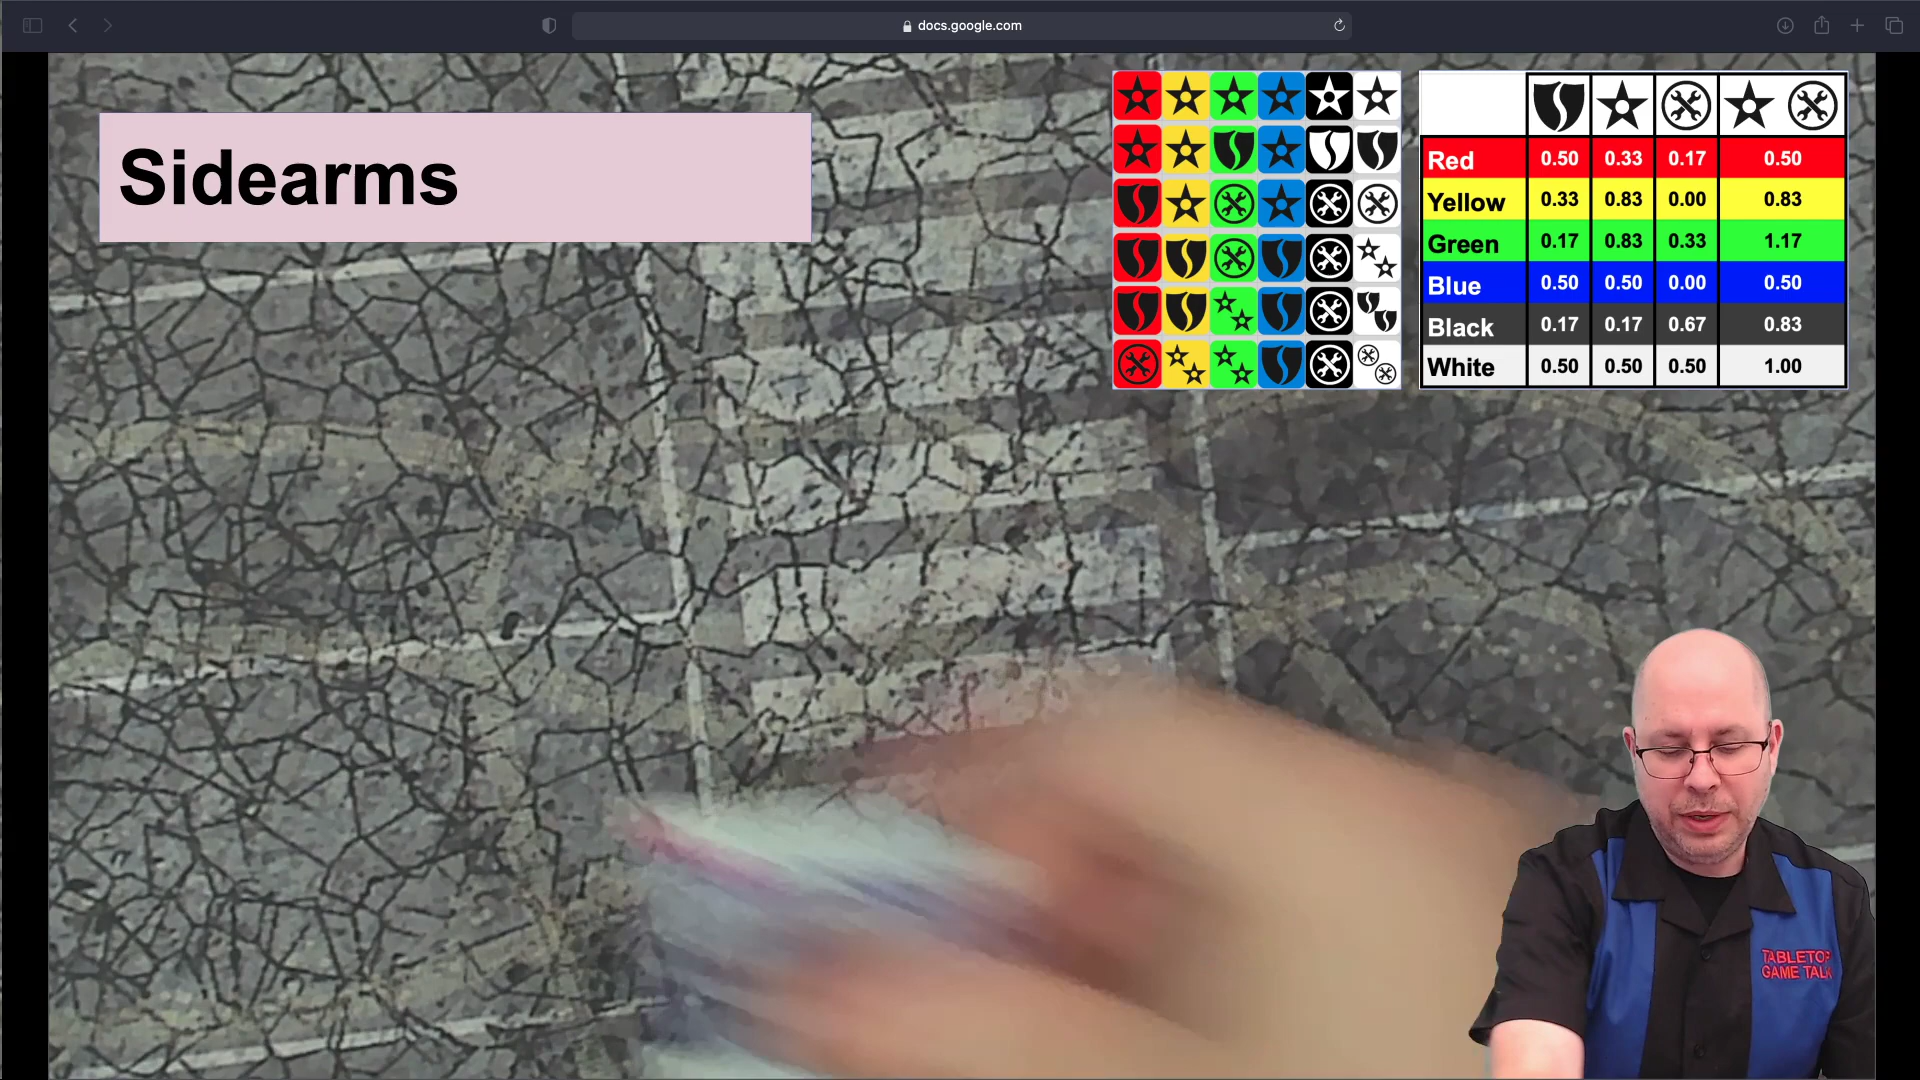 docs.google.com
Sidearms
Red 0.50 0.33 0.17 0.50
Yellow 0.33 0.83 0.00 0.83
Green 0.17 0.83 0.33 1.17
Blue 0.50 0.50 0.00 0.50
Black 0.17 0.17 0.67 0.83
White 0.50 0.50 0.50 1.00
TABLETOP
GAME TALK